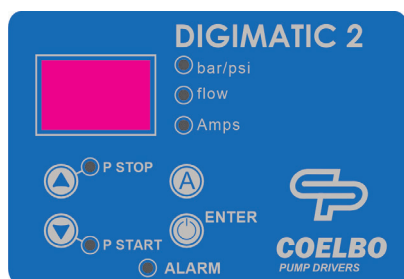 DIGIMATIC 2
bar/psi
flow
Amps
P STOP
A
ENTER
P START
ALARM
COELBO
PUMP DRIVERS